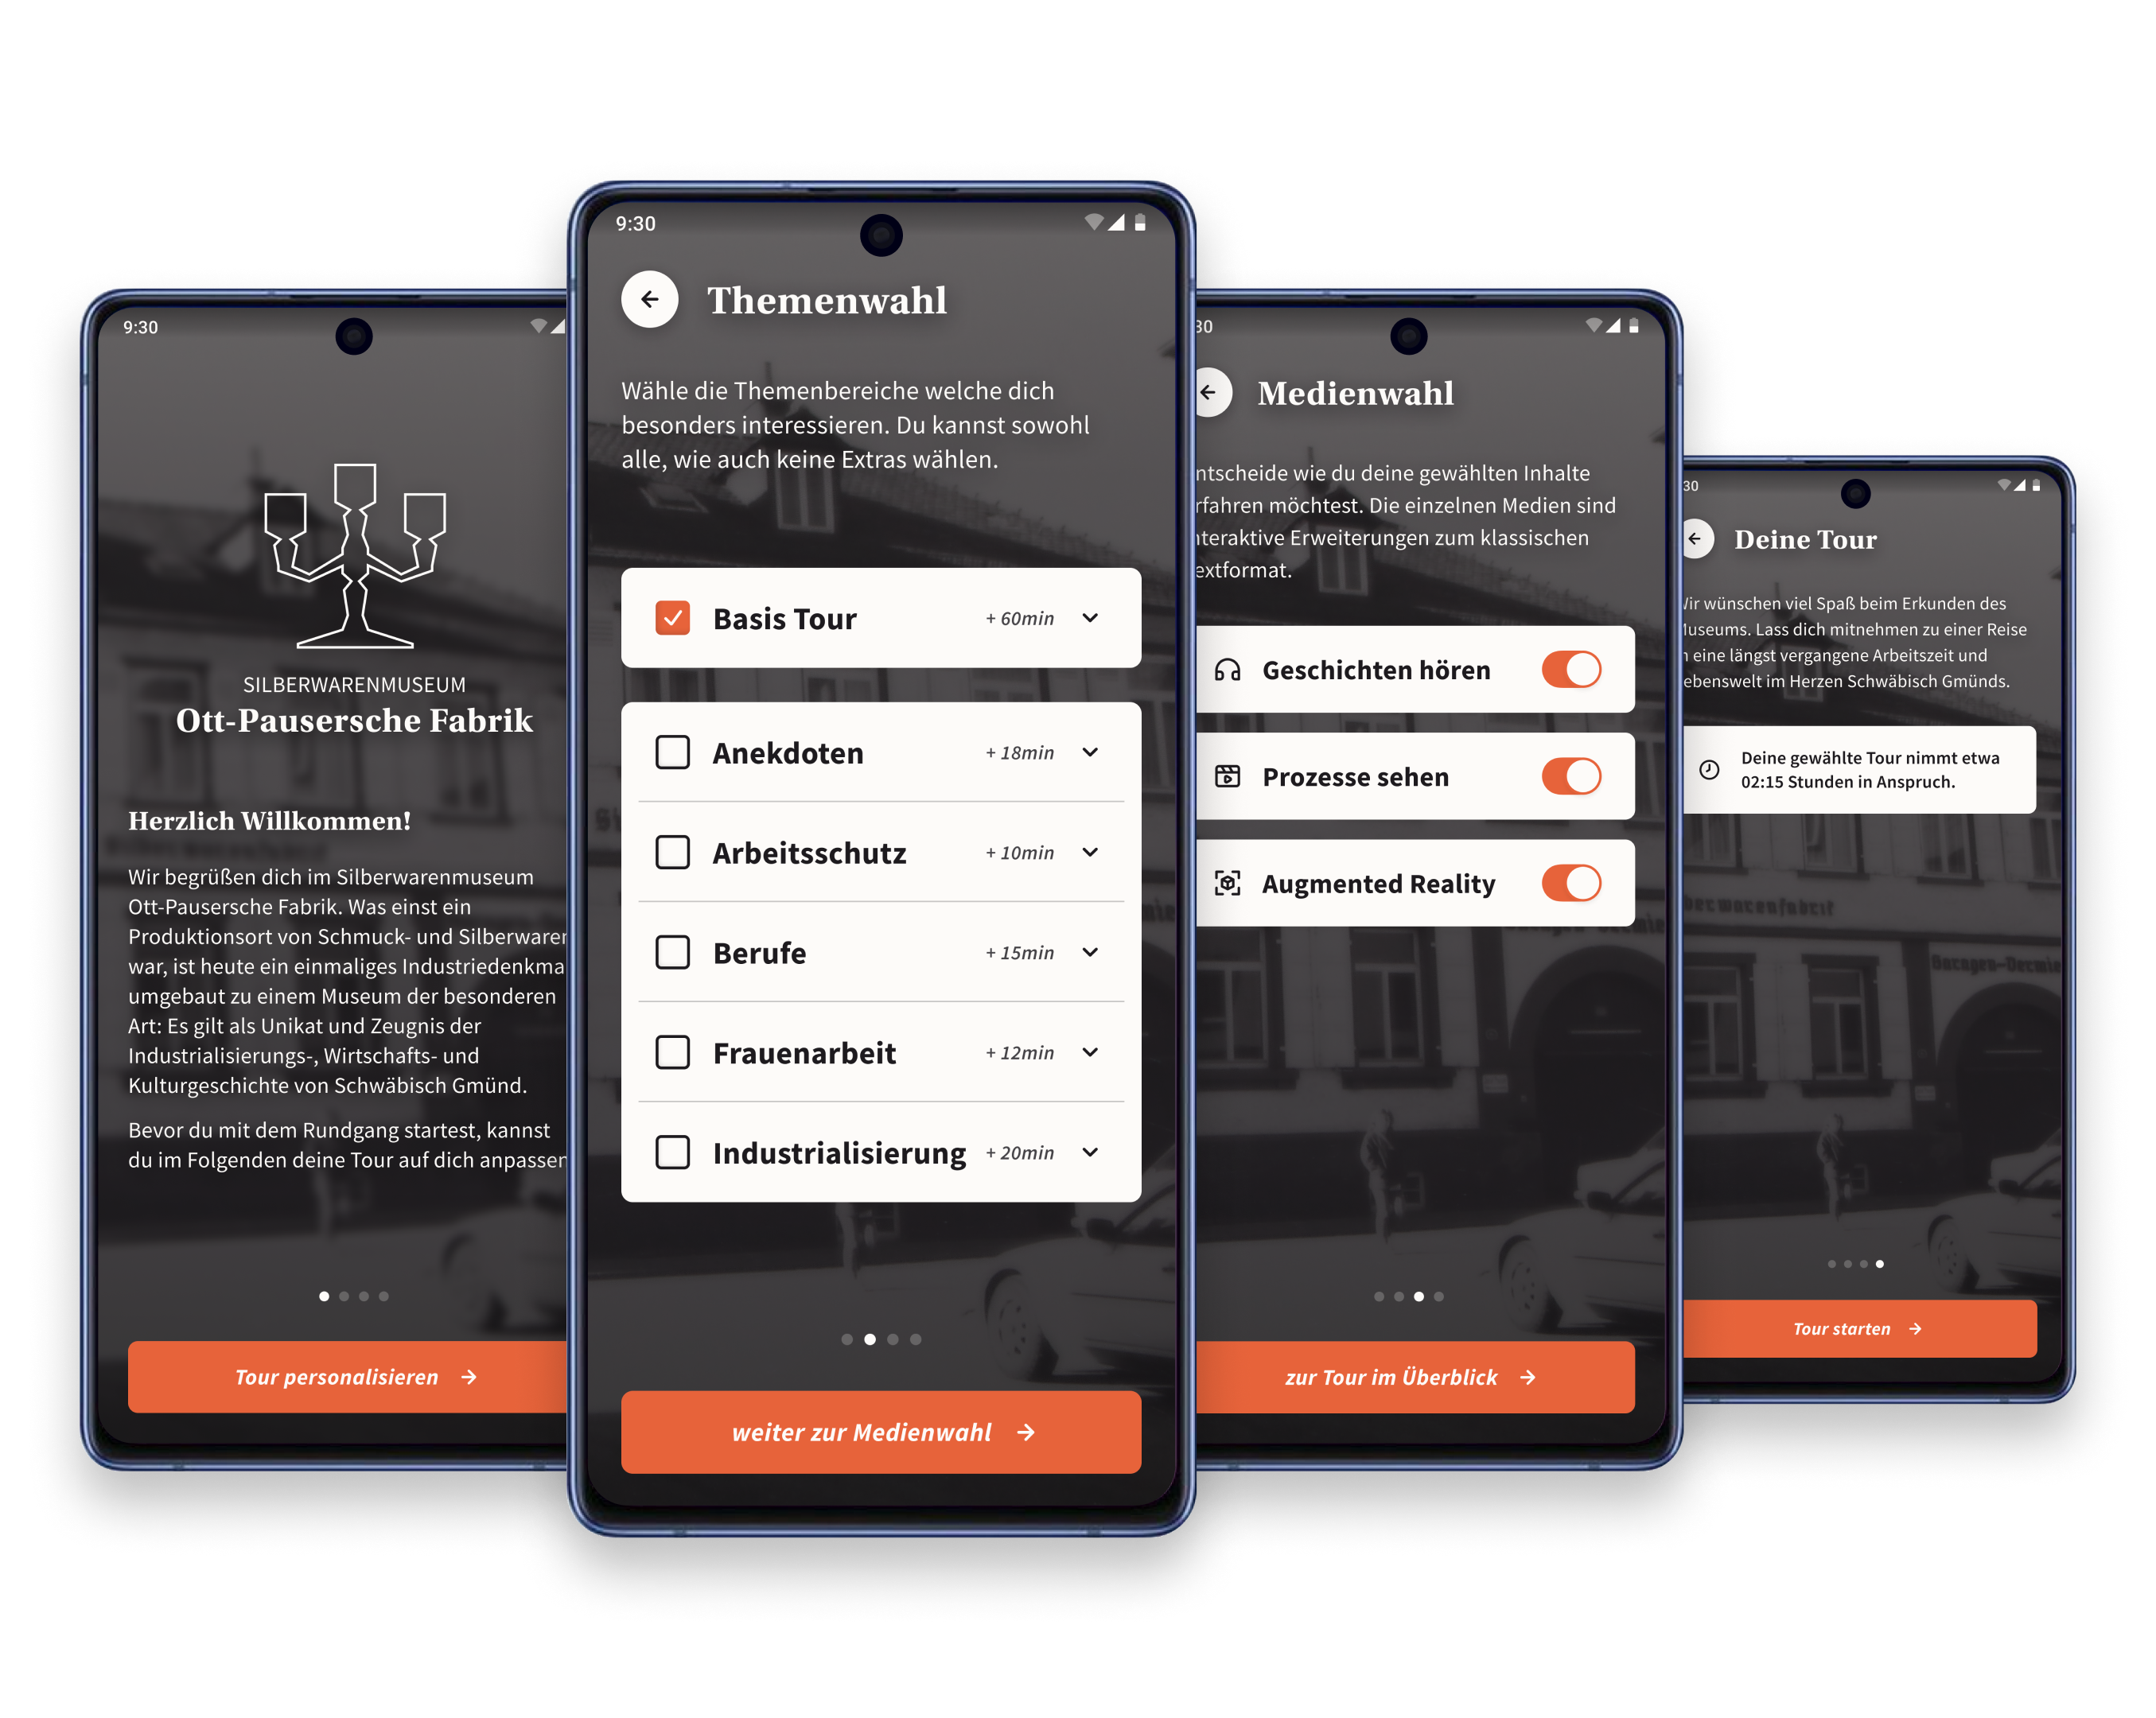 9:30
SILBERWARENMUSEUM
Ott-Pausersche Fabrik
Herzlich Willkommen!
Wir begrüßen dich im Silberwarenmuseum
Ott-Pausersche Fabrik. Was einst ein
Produktionsort von Schmuck- und Silberwaren
war, ist heute ein einmaliges
umgebaut zu einem Museum der besonderen
Art: Es gilt als Unikat und Zeugnis der
Industrialisierungs-, Wirtschafts- und
Kulturgeschichte von Schwäbisch Gmünd.
Bevor du mit dem Rundgang startest, kannst
du im Folgenden deine Tour auf dich anpassen
Tour personalisieren
9:30
Themenwahl
Wähle die Themenbereiche welche dich
besonders interessieren. Du kannst sowohl
alle, wie auch keine Extras wählen.
Basis Tour + 60min
Anekdoten + 18min
Arbeitsschutz + 10min
Berufe + 15min
Frauenarbeit + 12min
Industrialisierung + 20min
weiter zur Medienwahl
30
Medienwahl
ntscheide wie du deine gewählten Inhalte
rfahren möchtest. Die einzelnen Medien sind
nteraktive Erweiterungen zum klassischen
extformat.
Geschichten hören
Prozesse sehen
Augmented Reality
zur Tour im Überblick
30
Deine Tour
Wir wünschen viel Spaß beim Erkunden des
Museums. Lass dich mitnehmen zu einer Reise
n eine längst vergangene Arbeitszeit und
ebenswelt im Herzen Schwäbisch Gmünds.
Deine gewählte Tour nimmt etwa
02:15 Stunden in Anspruch.
Tour starten